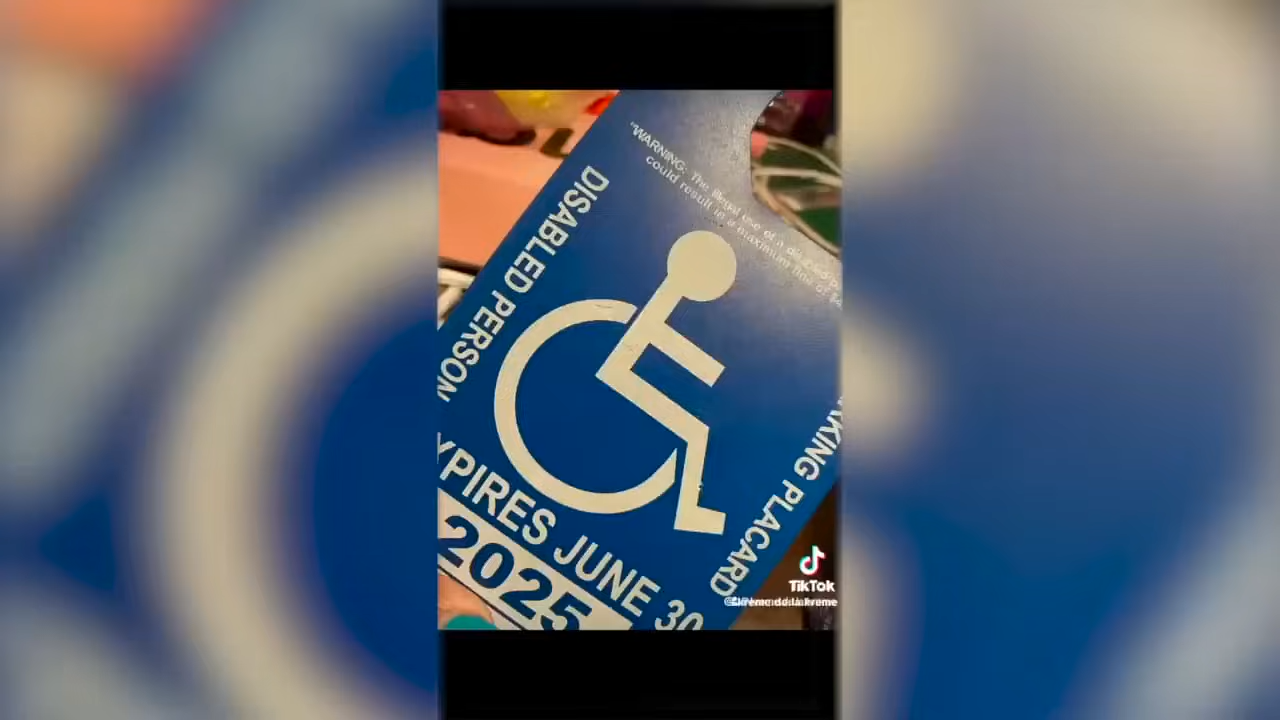 "WARNING: The illegal use of a disabled
could result in a maximum fine of
DISABLED PERSON
PARKING PLACARD
XPIRES JUNE 30
2025
TikTok